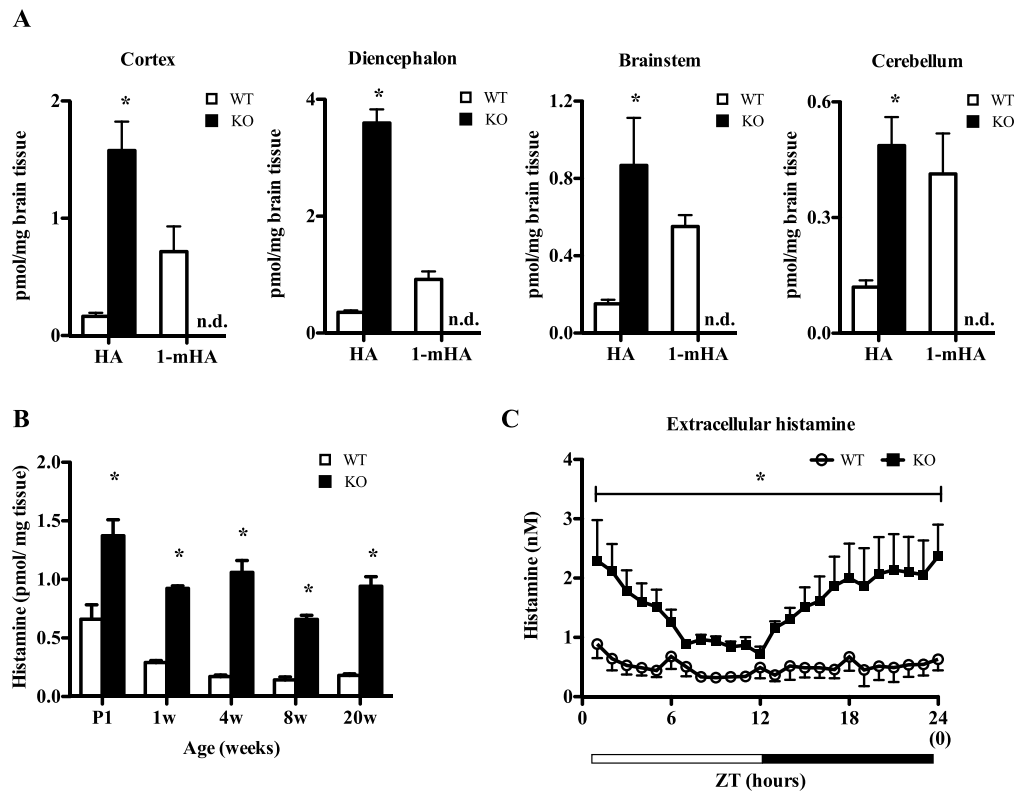 A
Cortex
pmol/mg brain tissue
2
1
0
*
WT
KO
n.d.
HA
1-mHA
Diencephalon
pmol/mg brain tissue
4
2
0
*
WT
KO
n.d.
HA
1-mHA
Brainstem
pmol/mg brain tissue
1.2
0.8
0.4
0.0
*
WT
KO
n.d.
HA
1-mHA
Cerebellum
pmol/mg brain tissue
0.6
0.3
0.0
*
WT
KO
n.d.
HA
1-mHA
B
Histamine (pmol/ mg tissue)
2.0
1.5
1.0
0.5
0.0
WT
KO
*
*
*
*
*
P1
1w
4w
8w
20w
Age (weeks)
C
Extracellular histamine
WT
KO
*
Histamine (nM)
4
3
2
1
0
0
6
12
18
24
(0)
ZT (hours)